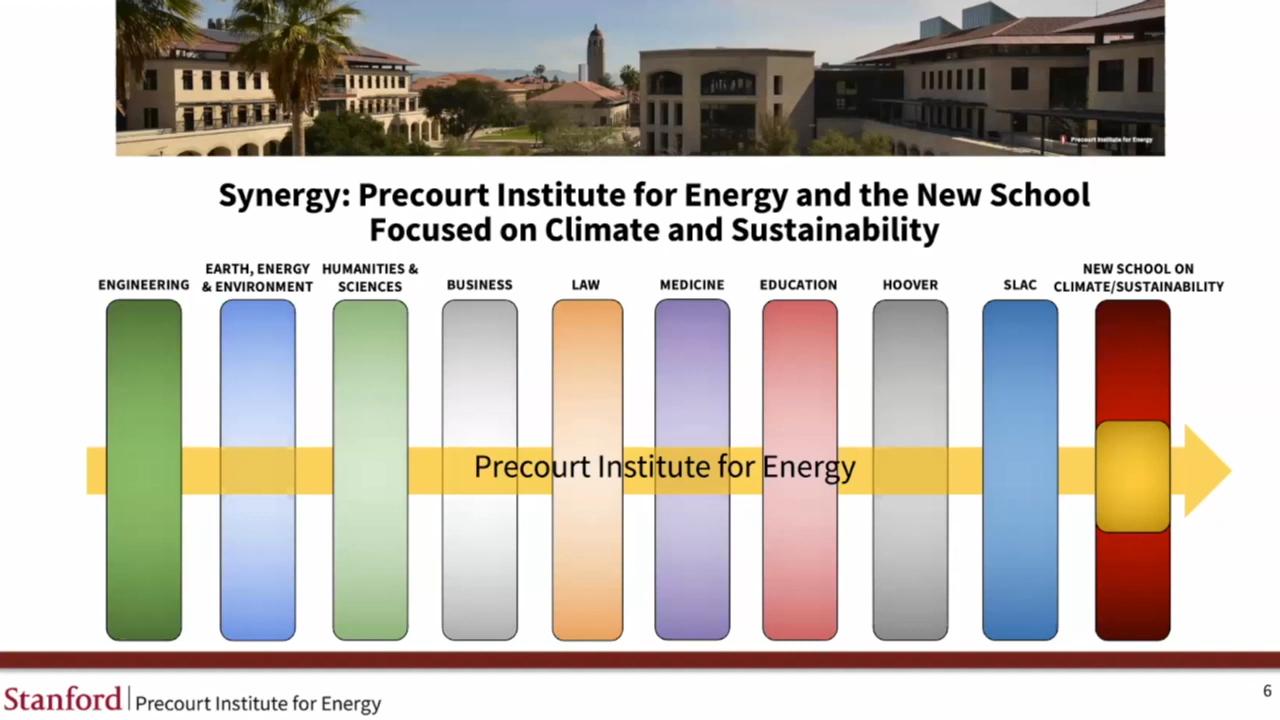 Precourt Institute for Energy
Synergy: Precourt Institute for Energy and the New School
Focused on Climate and Sustainability
ENGINEERING
EARTH, ENERGY
& ENVIRONMENT
HUMANITIES &
SCIENCES
BUSINESS
LAW
MEDICINE
EDUCATION
HOOVER
SLAC
NEW SCHOOL ON
CLIMATE/SUSTAINABILITY
Precourt Institute for Energy
Stanford | Precourt Institute for Energy
6